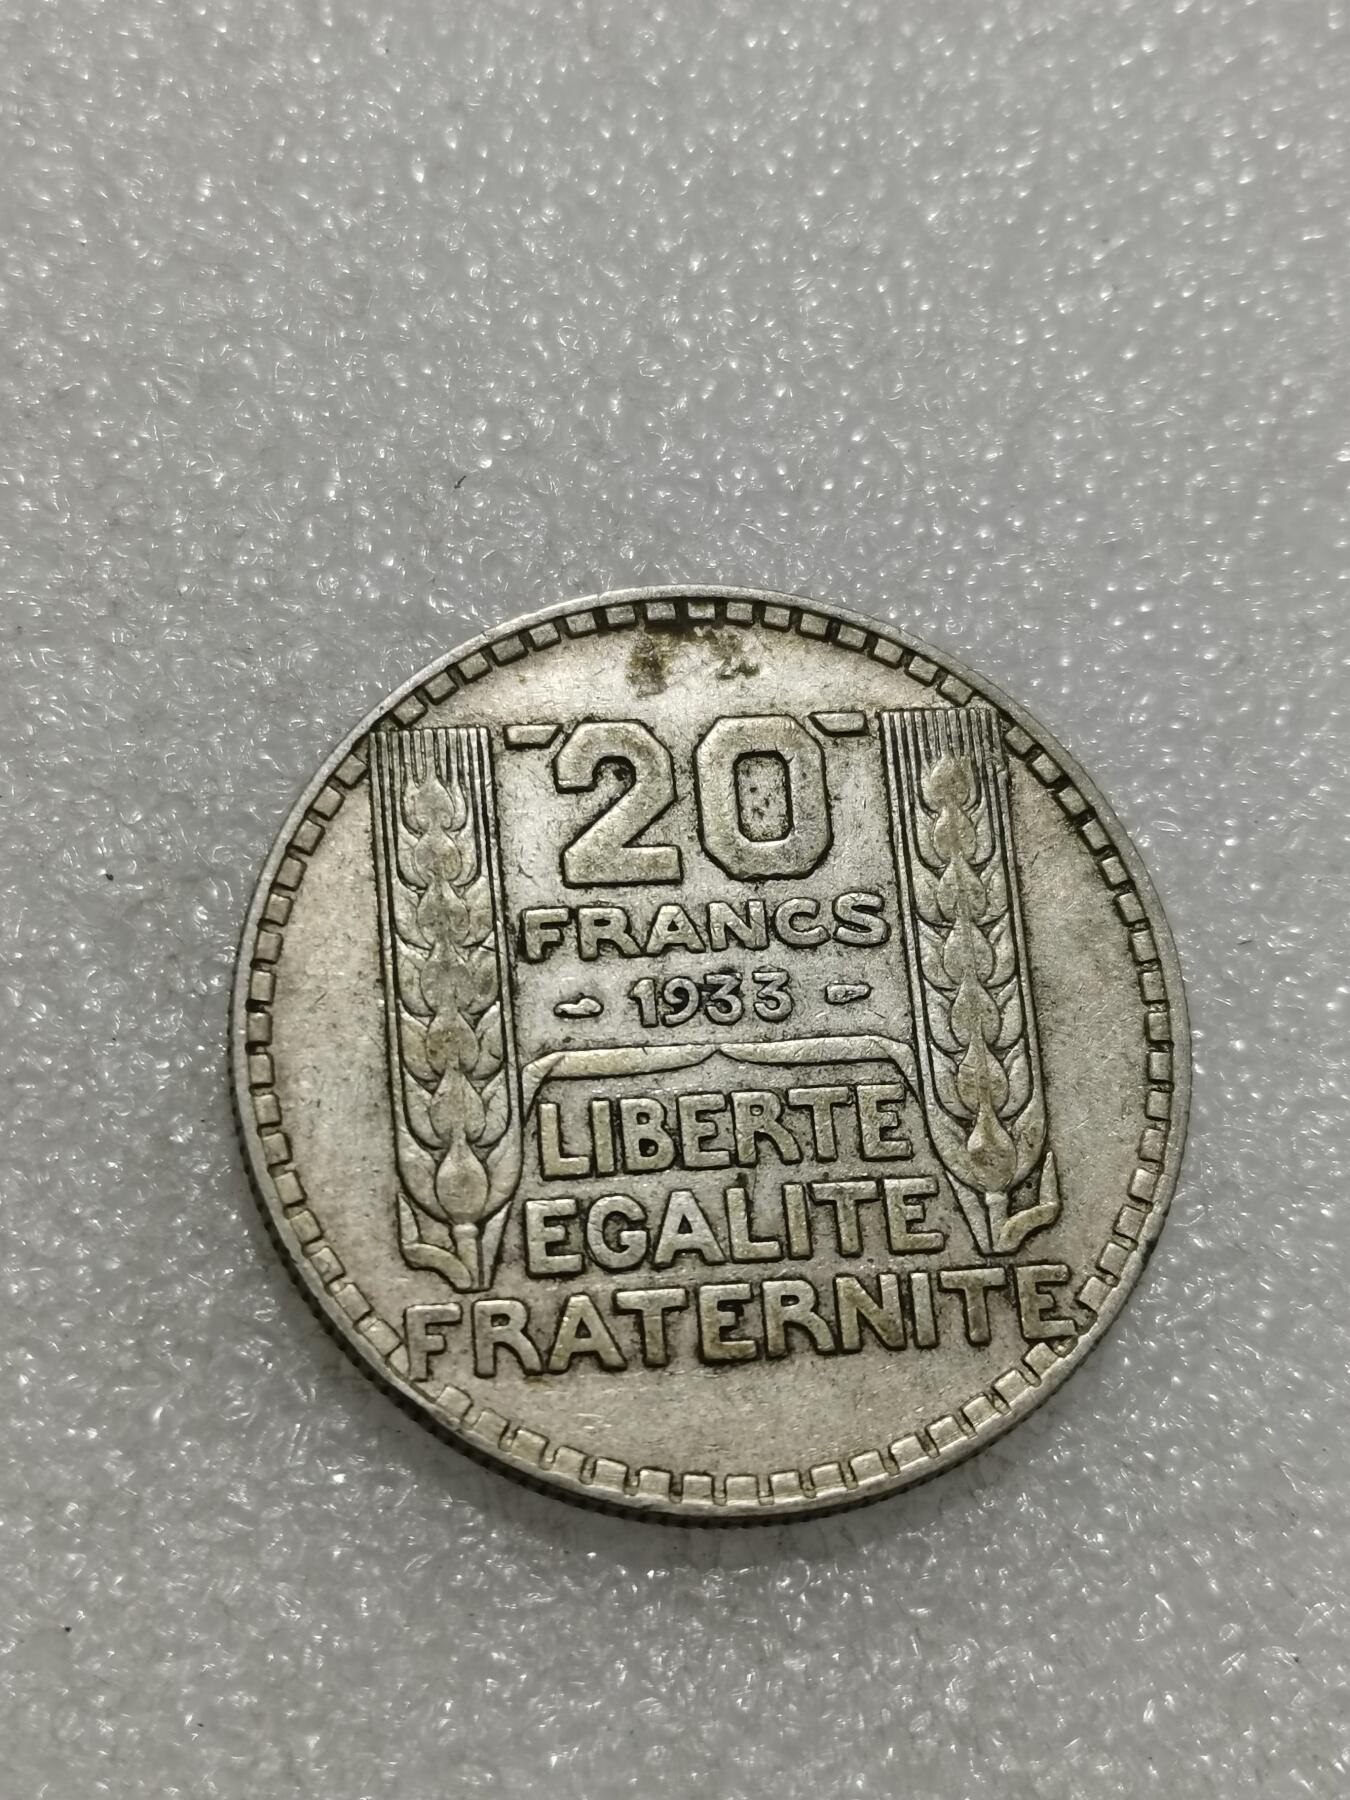 20
FRANCS
- 1933 -
LIBERTE
EGALITE
FRATERNITE